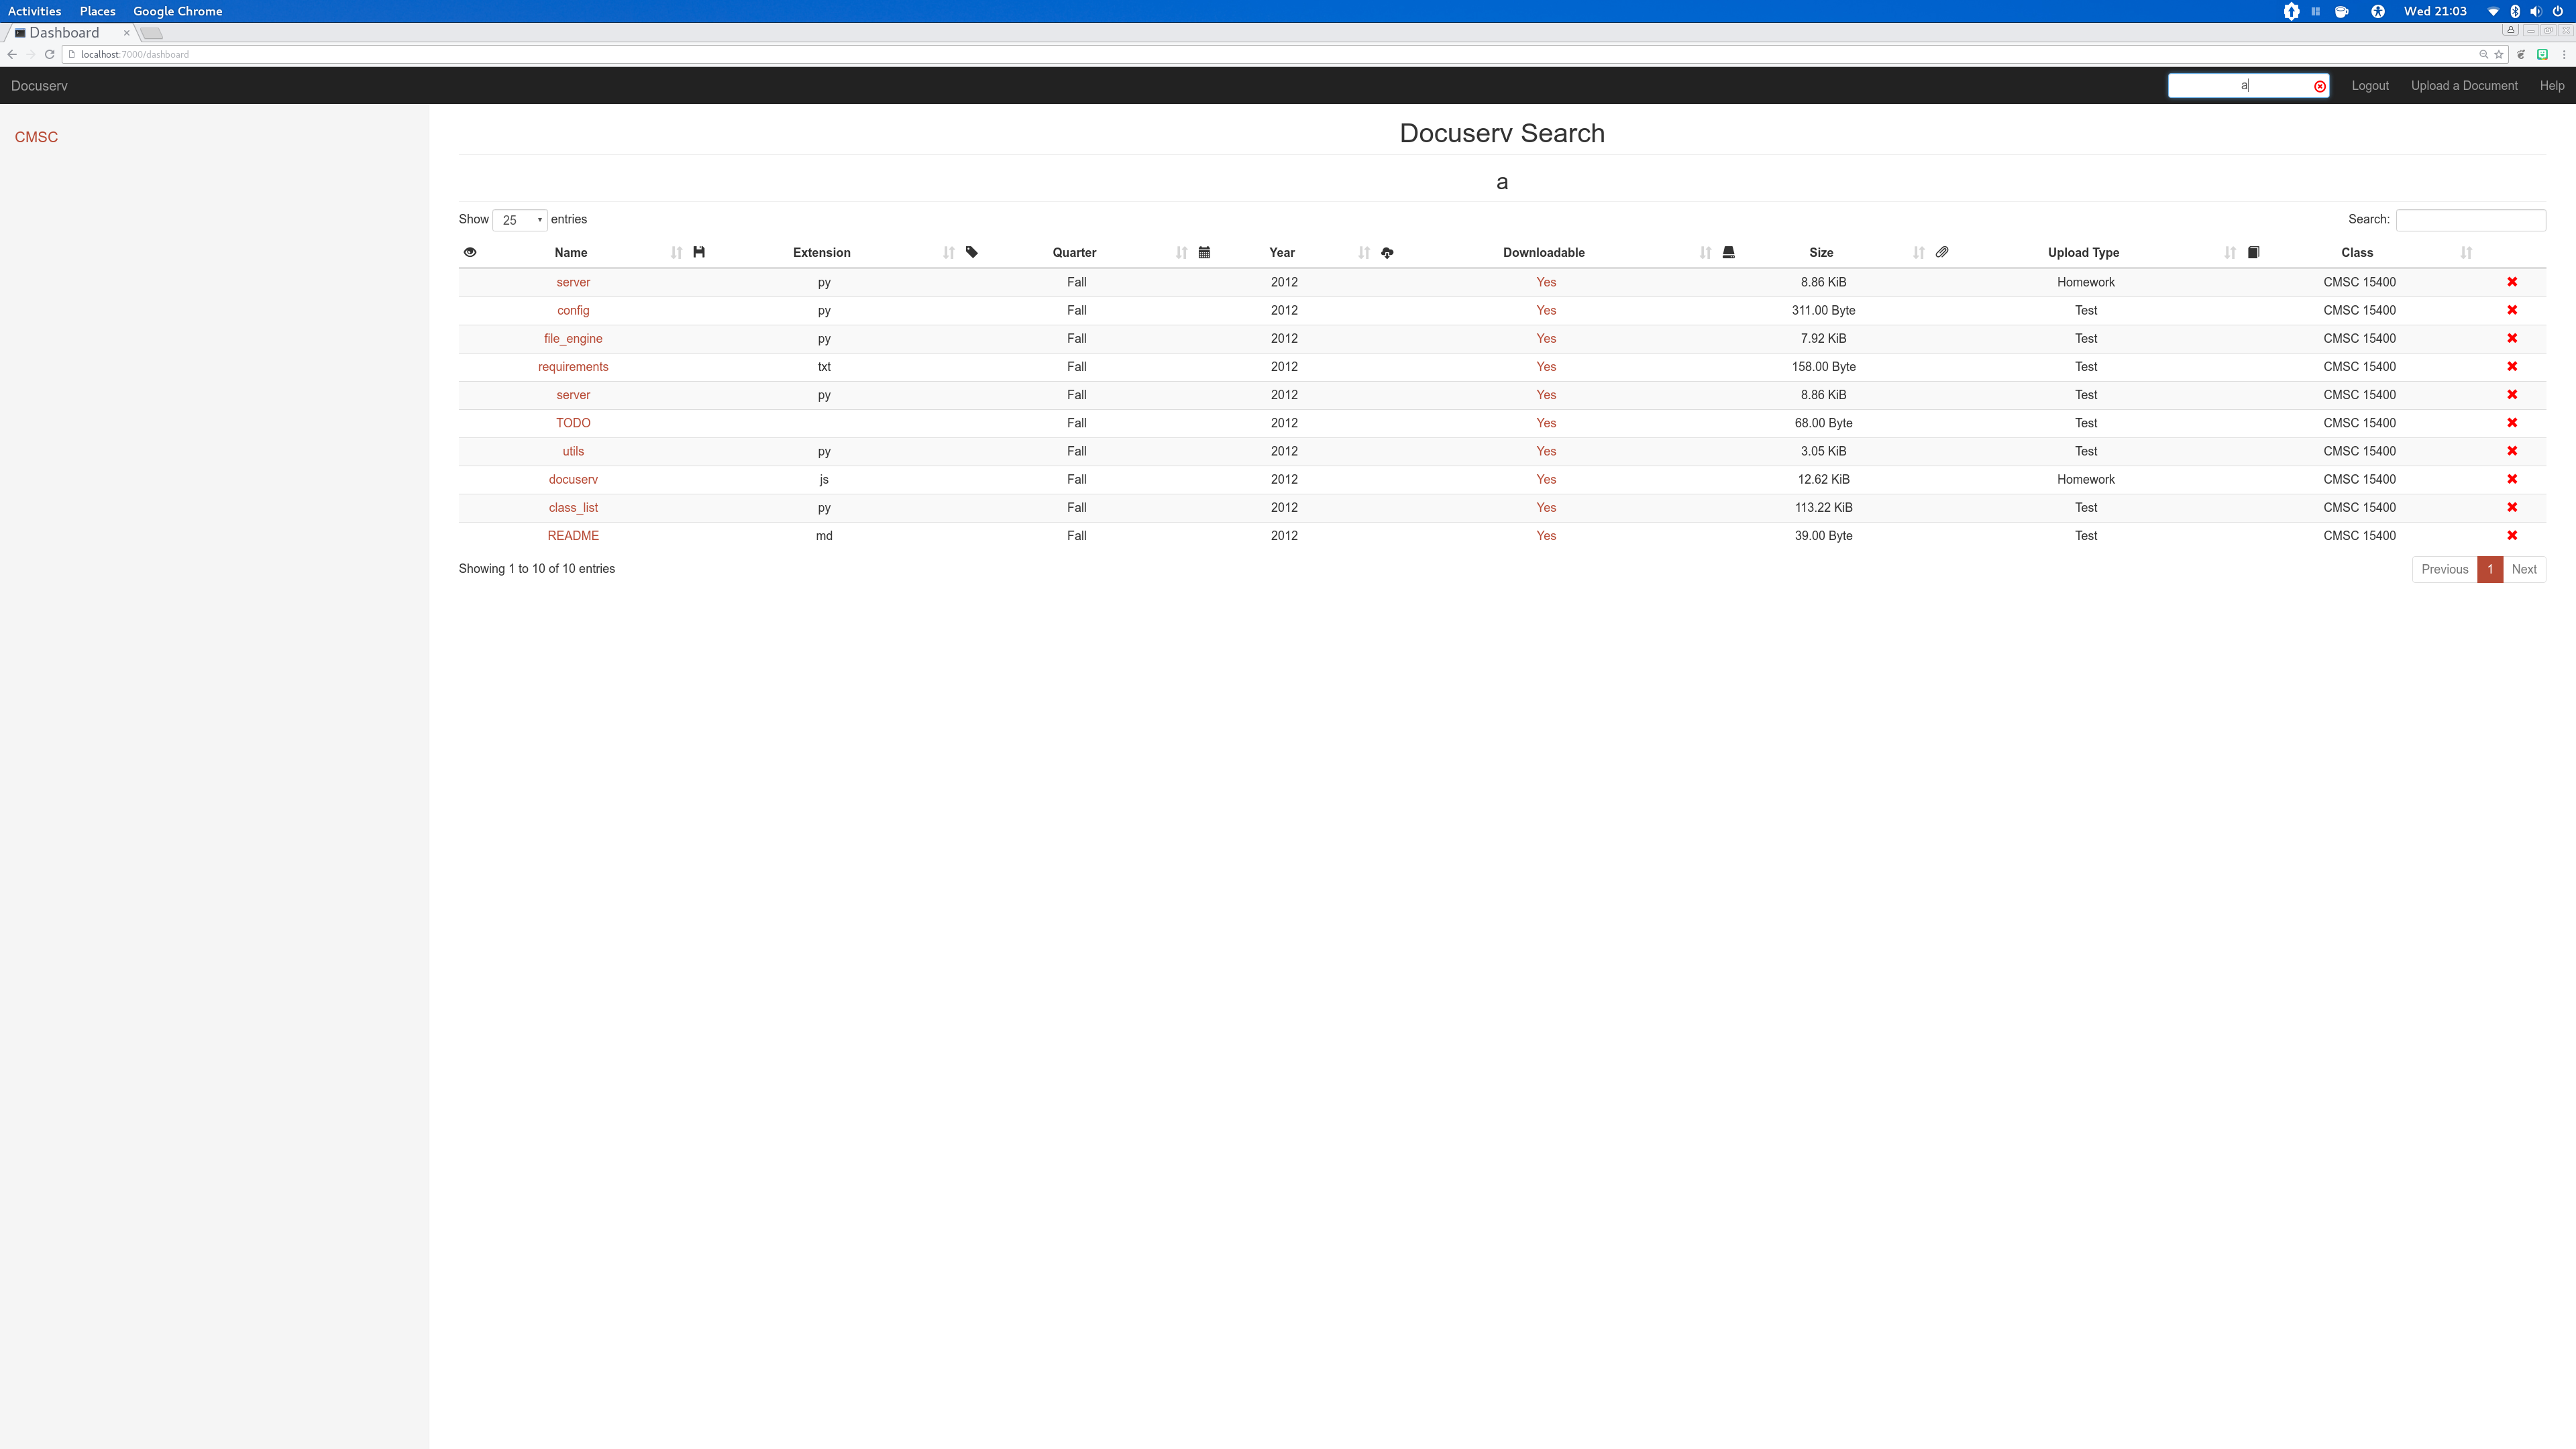 Activities Places Google Chrome Wed 21:03
Dashboard
localhost:7000/dashboard
Docuserv a Logout Upload a Document Help
CMSC
Docuserv Search
a
Show 25 entries Search:
Name Extension Quarter Year Downloadable Size Upload Type Class
server py Fall 2012 Yes 8.86 KiB Homework CMSC 15400
config py Fall 2012 Yes 311.00 Byte Test CMSC 15400
file_engine py Fall 2012 Yes 7.92 KiB Test CMSC 15400
requirements txt Fall 2012 Yes 158.00 Byte Test CMSC 15400
server py Fall 2012 Yes 8.86 KiB Test CMSC 15400
TODO Fall 2012 Yes 68.00 Byte Test CMSC 15400
utils py Fall 2012 Yes 3.05 KiB Test CMSC 15400
docuserv js Fall 2012 Yes 12.62 KiB Homework CMSC 15400
class_list py Fall 2012 Yes 113.22 KiB Test CMSC 15400
README md Fall 2012 Yes 39.00 Byte Test CMSC 15400
Showing 1 to 10 of 10 entries Previous 1 Next